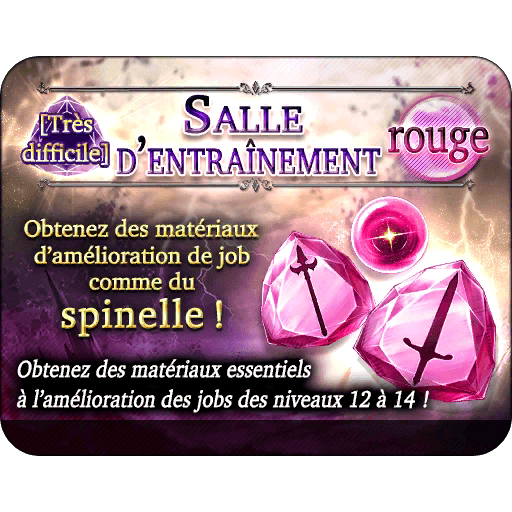 [Très
difficile]
SALLE
D'ENTRAÎNEMENT
rouge
Obtenez des matériaux
d'amélioration de job
comme du
spinelle !
Obtenez des matériaux essentiels
à l'amélioration des jobs des niveaux 12 à 14 !